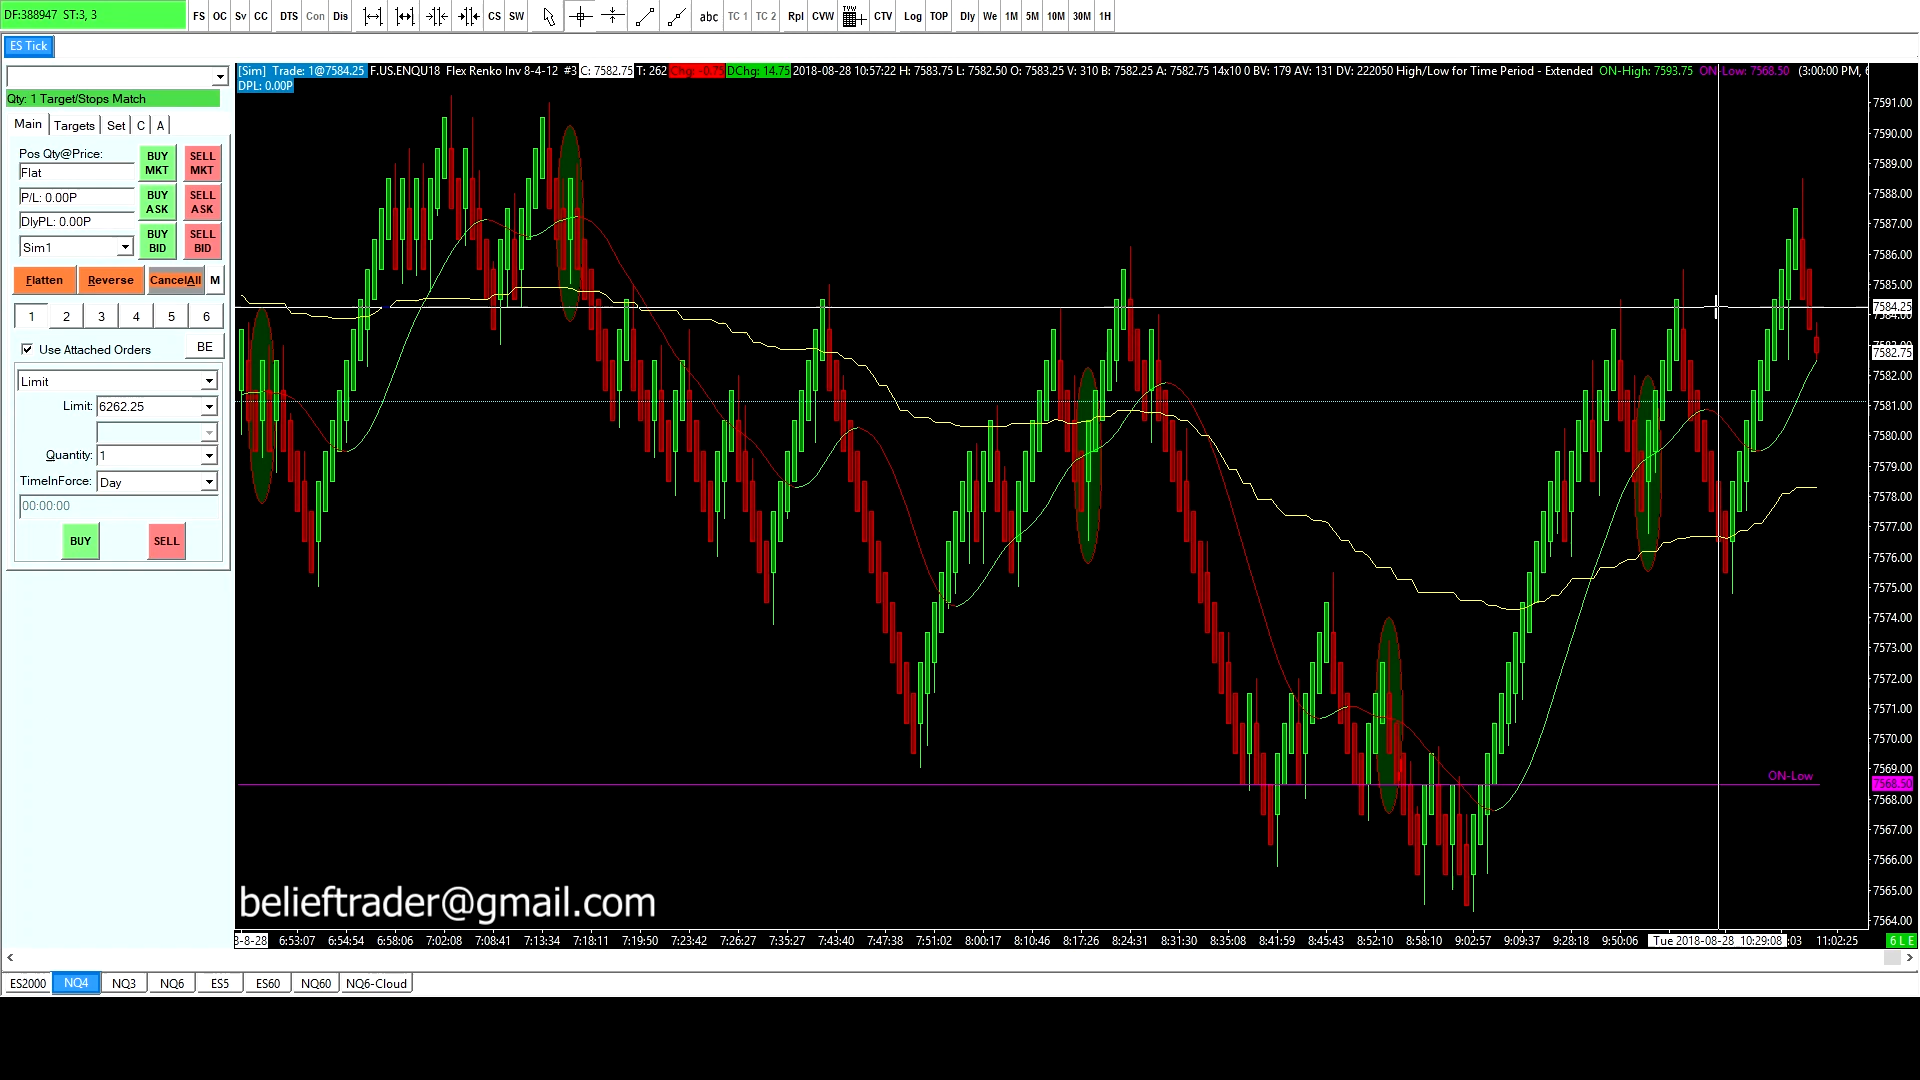 DF:388947 ST:3, 3
FS OC Sv CC DTS Con Dis CS SW abc TC 1 TC 2 Rpl CVW CTV Log TOP Dly We 1M 5M 10M 30M 1H
ES Tick
[Sim] Trade: 1@7584.25 F.US.ENQU18 Flex Renko Inv 8-4-12 #3 C: 7582.75 T: 262 Chg: -0.75 DChg: 14.75 2018-08-28 10:57:22 H: 7583.75 L: 7582.50 O: 7583.25 V: 310 B: 7582.25 A: 7582.75 14x10 0 BV: 179 AV: 131 DV: 222050 High/Low for Time Period - Extended ON-High: 7593.75 ON-Low: 7568.50 (3:00:00 PM, 6
DPL: 0.00P
Qty: 1 Target/Stops Match
Main Targets Set C A
Pos Qty@Price:
Flat
BUY MKT
SELL MKT
P/L: 0.00P
BUY ASK
SELL ASK
DlyPL: 0.00P
Sim1
BUY BID
SELL BID
Flatten Reverse CancelAll M
1 2 3 4 5 6
Use Attached Orders BE
Limit
Limit: 6262.25
Quantity: 1
TimeInForce: Day
00:00:00
BUY SELL
7591.00
7590.00
7589.00
7588.00
7587.00
7586.00
7585.00
7584.25
7584.00
7582.75
7582.00
7581.00
7580.00
7579.00
7578.00
7577.00
7576.00
7575.00
7574.00
7573.00
7572.00
7571.00
7570.00
7569.00
ON-Low
7568.50
7568.00
7567.00
7566.00
7565.00
7564.00
belieftrader@gmail.com
8-8-28 6:53:07 6:54:54 6:58:06 7:02:08 7:08:41 7:13:34 7:18:11 7:19:50 7:23:42 7:26:27 7:35:27 7:43:40 7:47:38 7:51:02 8:00:17 8:10:46 8:17:26 8:24:31 8:31:30 8:35:08 8:41:59 8:45:43 8:52:10 8:58:10 9:02:57 9:09:37 9:28:18 9:50:06 Tue 2018-08-28 10:29:08 :03 11:02:25 6 L E
ES2000 NQ4 NQ3 NQ6 ES5 ES60 NQ60 NQ6-Cloud